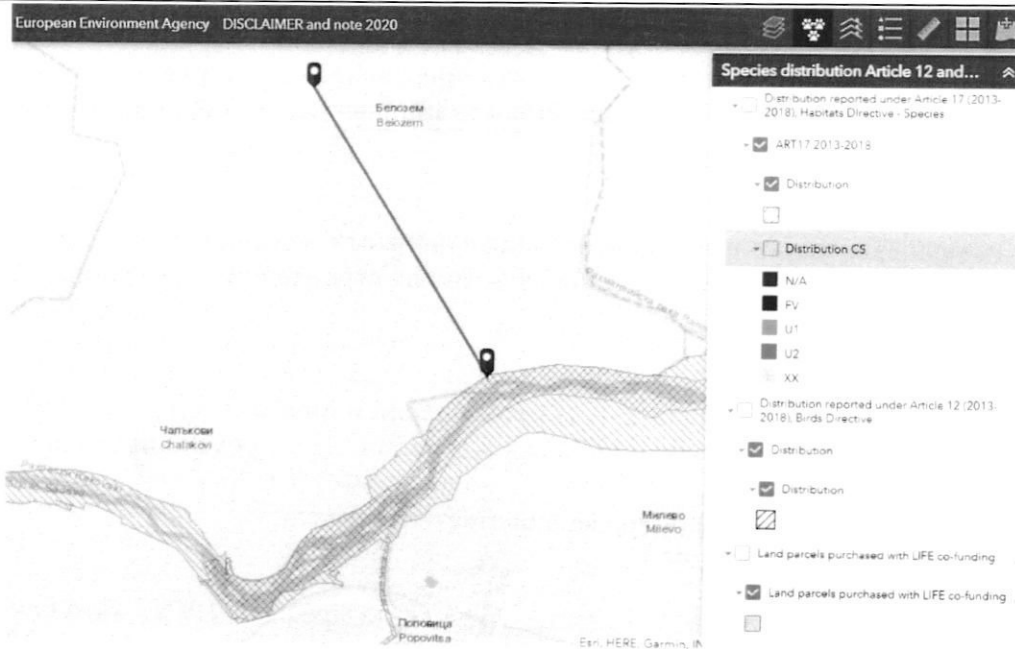 European Environment Agency DISCLAIMER and note 2020
Белозем
Belozem
Чалъкови
Chalakovi
Милево
Milevo
Поповица
Popovitsa
Esri, HERE, Garmin, IN
Species distribution Article 12 and...
Distribution reported under Article 17 (2013-
2018), Habitats Directive - Species
ART17 2013-2018
Distribution
Distribution CS
N/A
FV
U1
U2
XX
Distribution reported under Article 12 (2013-
2018), Birds Directive
Distribution
Distribution
Land parcels purchased with LIFE co-funding
Land parcels purchased with LIFE co-funding